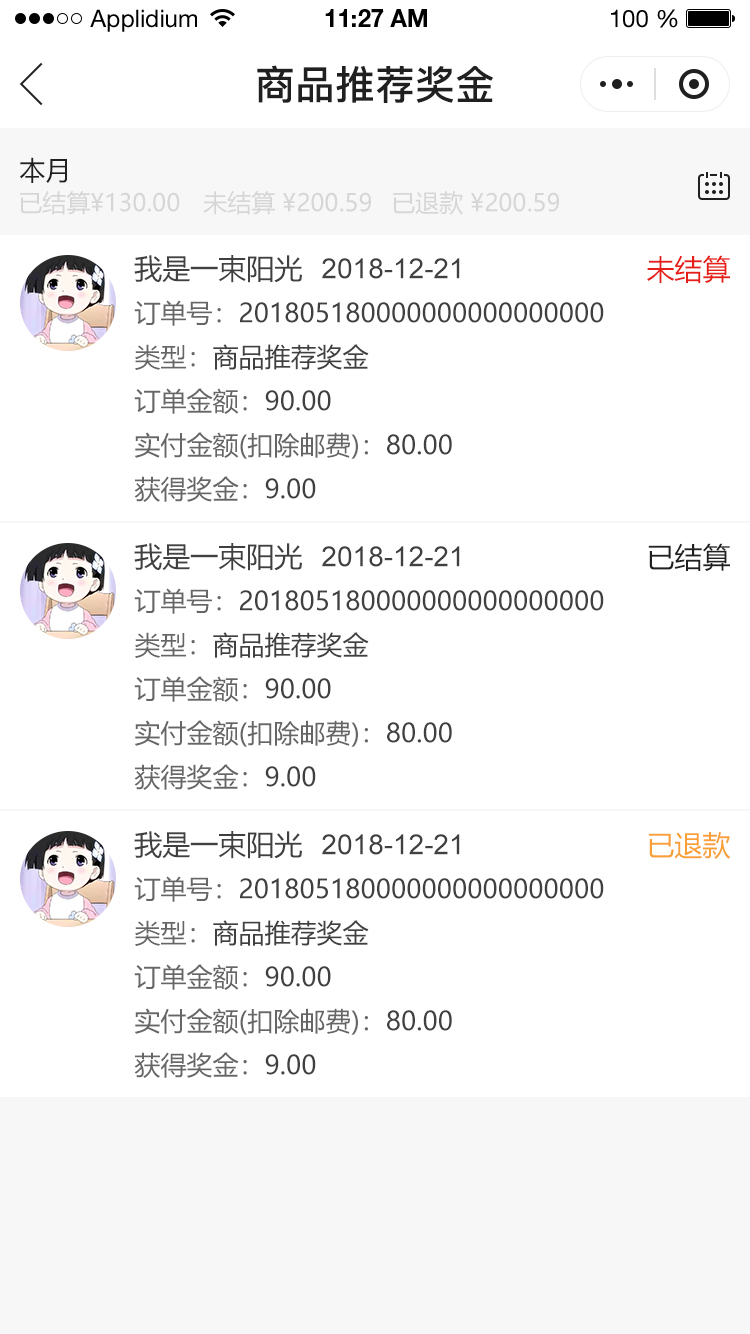 Applidium 11:27 AM 100 %
商品推荐奖金
本月
已结算¥130.00 未结算 ¥200.59 已退款 ¥200.59
我是一束阳光 2018-12-21 未结算
订单号：201805180000000000000000
类型：商品推荐奖金
订单金额：90.00
实付金额(扣除邮费)：80.00
获得奖金：9.00
我是一束阳光 2018-12-21 已结算
订单号：201805180000000000000000
类型：商品推荐奖金
订单金额：90.00
实付金额(扣除邮费)：80.00
获得奖金：9.00
我是一束阳光 2018-12-21 已退款
订单号：201805180000000000000000
类型：商品推荐奖金
订单金额：90.00
实付金额(扣除邮费)：80.00
获得奖金：9.00